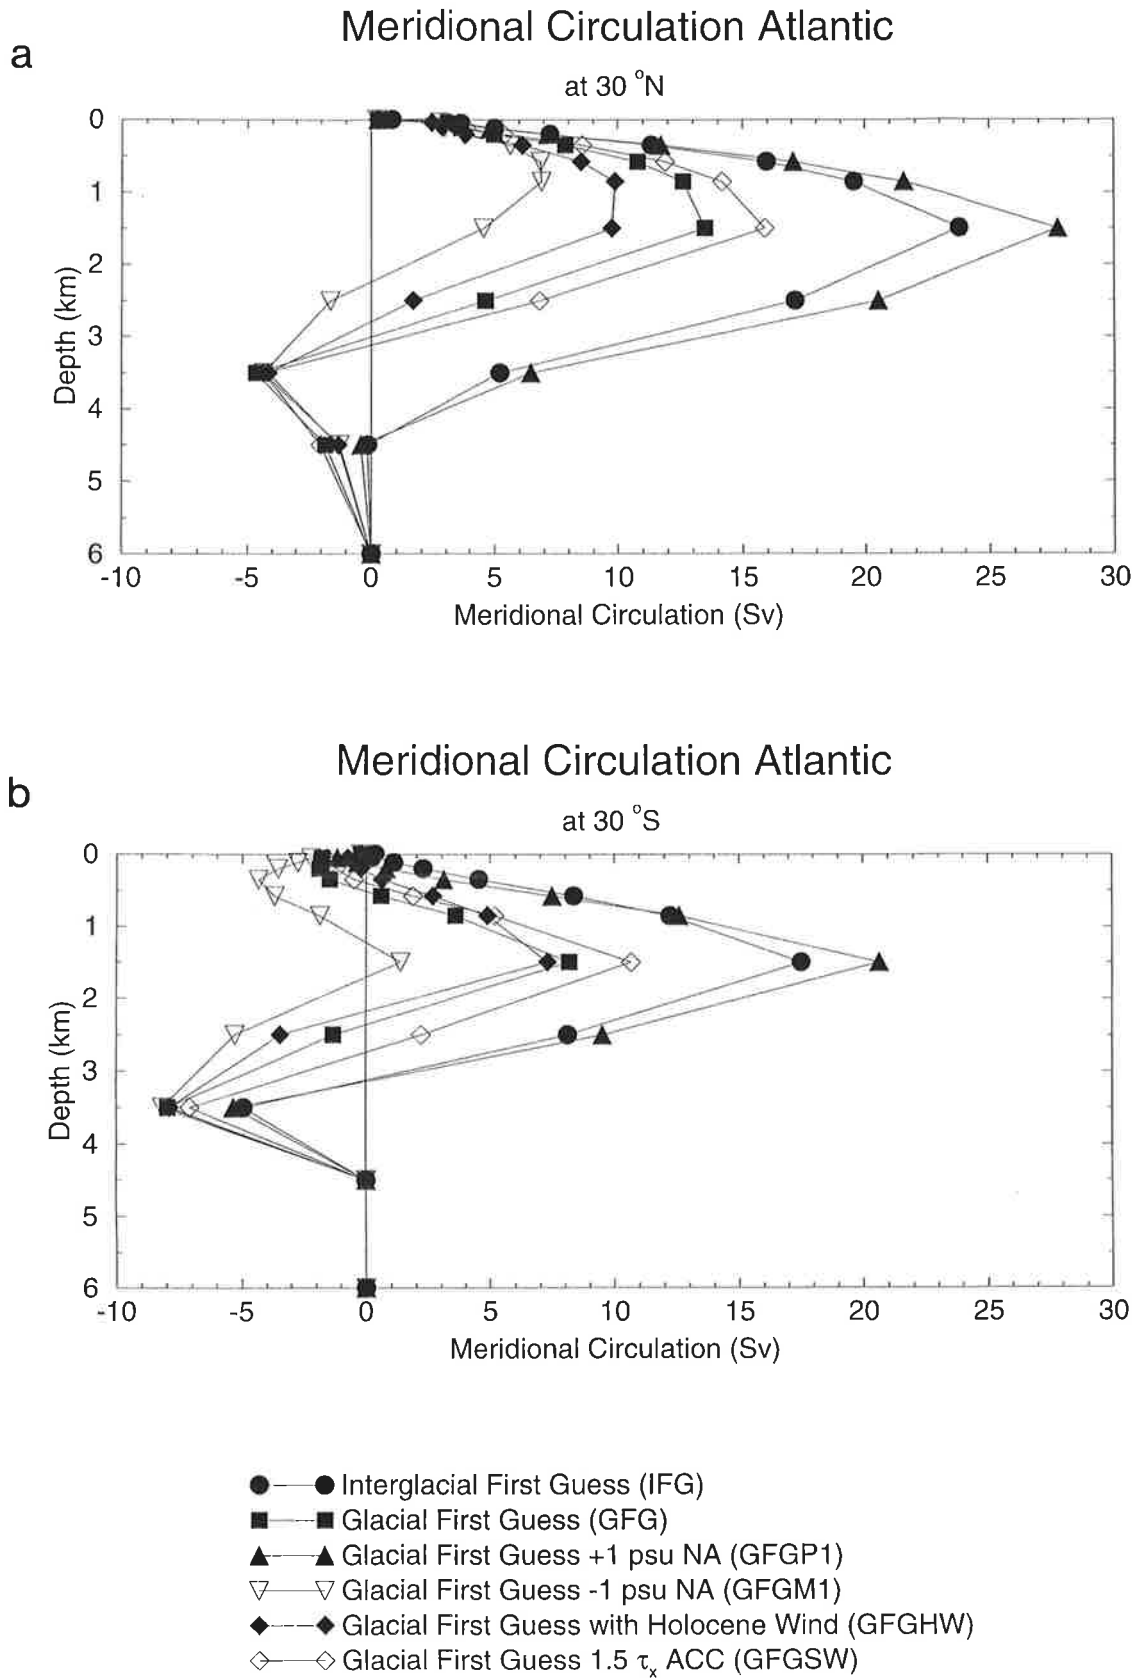 Meridional Circulation Atlantic
a
at 30 °N
0
1
2
3
4
5
6
Depth (km)
-10 -5 0 5 10 15 20 25 30
Meridional Circulation (Sv)
Meridional Circulation Atlantic
b
at 30 °S
0
1
2
3
4
5
6
Depth (km)
-10 -5 0 5 10 15 20 25 30
Meridional Circulation (Sv)
Interglacial First Guess (IFG)
Glacial First Guess (GFG)
Glacial First Guess +1 psu NA (GFGP1)
Glacial First Guess -1 psu NA (GFGM1)
Glacial First Guess with Holocene Wind (GFGHW)
Glacial First Guess 1.5 τₓ ACC (GFGSW)